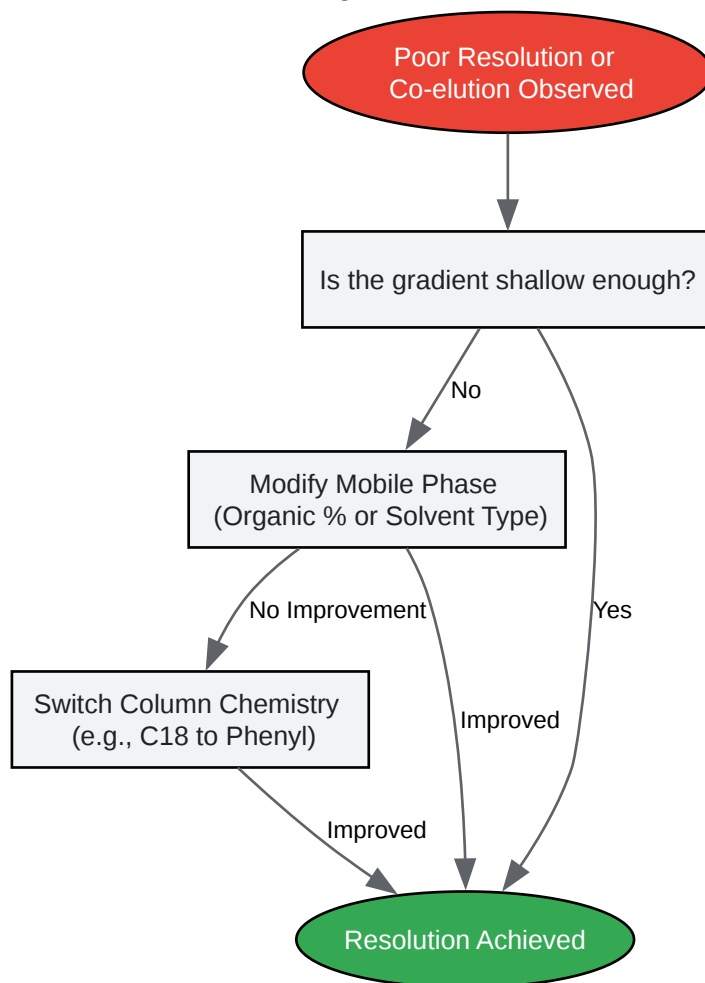 Poor Resolution or
Co-elution Observed
Is the gradient shallow enough?
No
Modify Mobile Phase
(Organic % or Solvent Type)
No Improvement
Yes
Switch Column Chemistry
(e.g., C18 to Phenyl)
Improved
Improved
Resolution Achieved